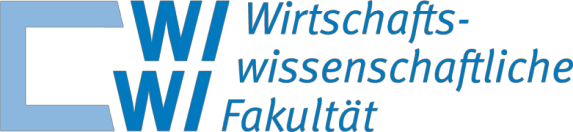 WI
WI
Wirtschafts-
wissenschaftliche
Fakultät